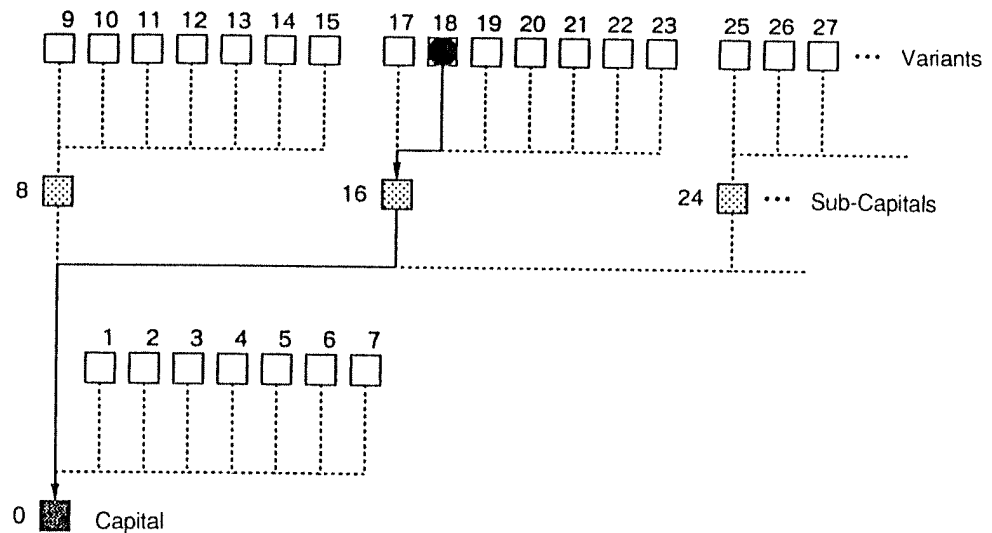 9 10 11 12 13 14 15 17 18 19 20 21 22 23 25 26 27
••• Variants
8 16 24 ••• Sub-Capitals
1 2 3 4 5 6 7
0 Capital